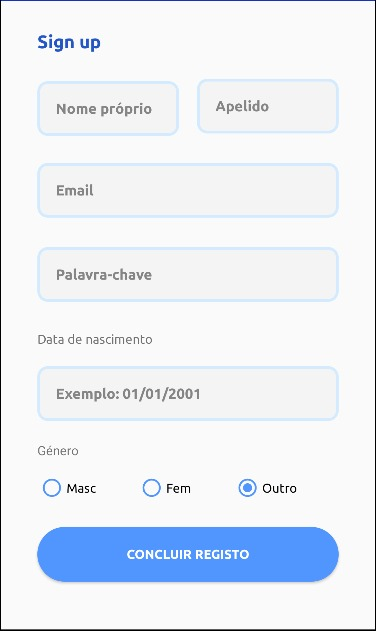 Sign up
Nome próprio
Apelido
Email
Palavra-chave
Data de nascimento
Exemplo: 01/01/2001
Género
Masc Fem Outro
CONCLUIR REGISTO